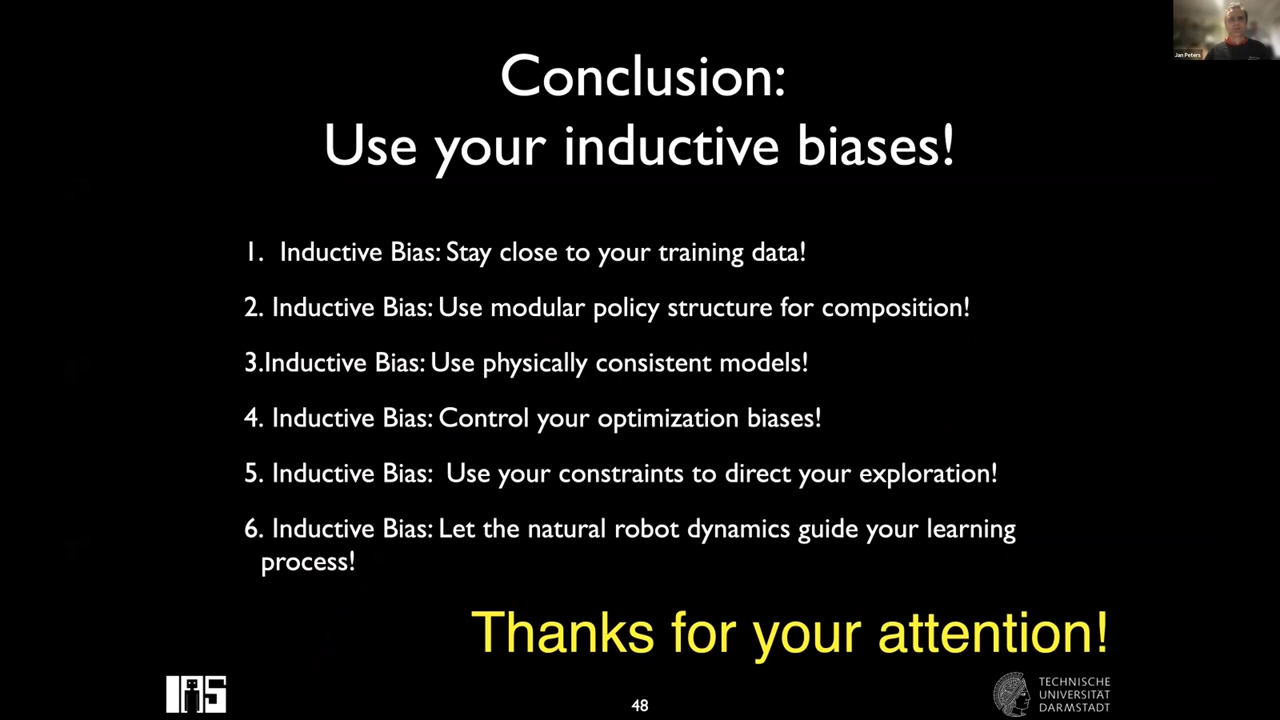 Jan Peters
Conclusion:
Use your inductive biases!
1. Inductive Bias: Stay close to your training data!
2. Inductive Bias: Use modular policy structure for composition!
3.Inductive Bias: Use physically consistent models!
4. Inductive Bias: Control your optimization biases!
5. Inductive Bias: Use your constraints to direct your exploration!
6. Inductive Bias: Let the natural robot dynamics guide your learning
process!
Thanks for your attention!
IAS
48
TECHNISCHE
UNIVERSITÄT
DARMSTADT